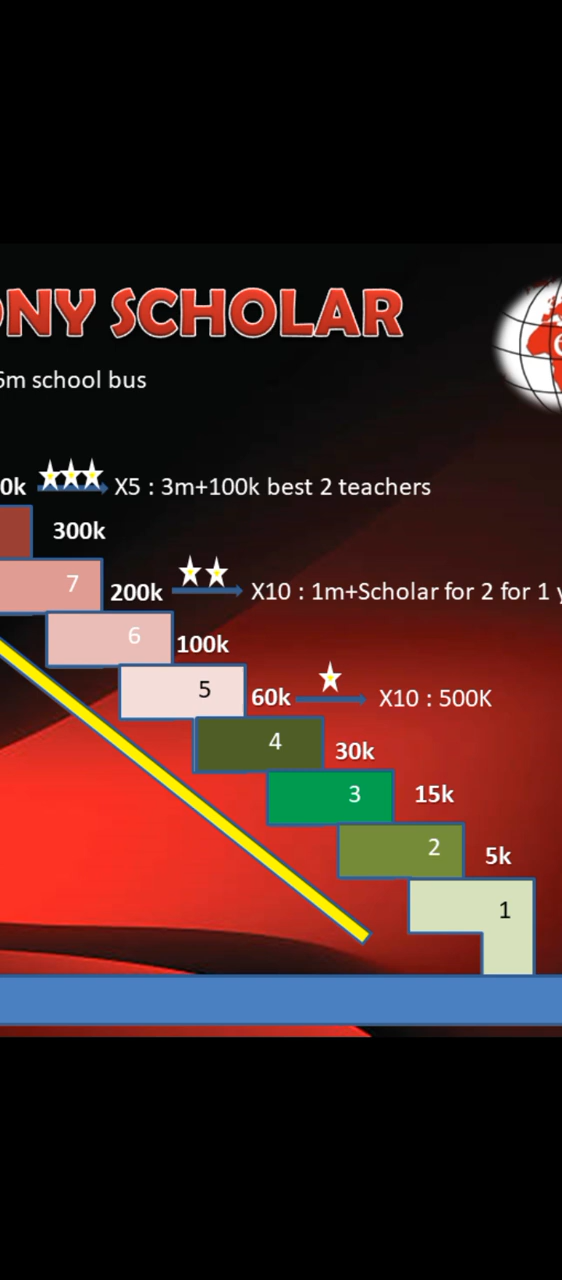 ONY SCHOLAR
6m school bus
0k X5 : 3m+100k best 2 teachers
300k
7 200k X10 : 1m+Scholar for 2 for 1 y
6 100k
5 60k X10 : 500K
4 30k
3 15k
2 5k
1